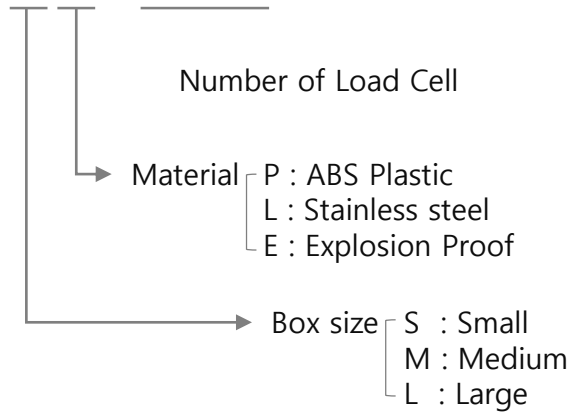 Number of Load Cell
Material P : ABS Plastic
L : Stainless steel
E : Explosion Proof
Box size S : Small
M : Medium
L : Large